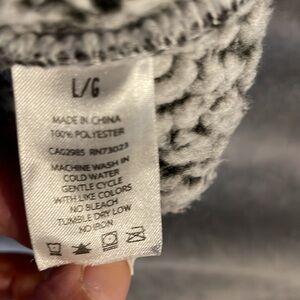 L/G
MADE IN CHINA
100% POLYESTER
CA02985 RN73023
MACHINE WASH IN
COLD WATER
GENTLE CYCLE
WITH LIKE COLORS
NO BLEACH
TUMBLE DRY LOW
NO IRON